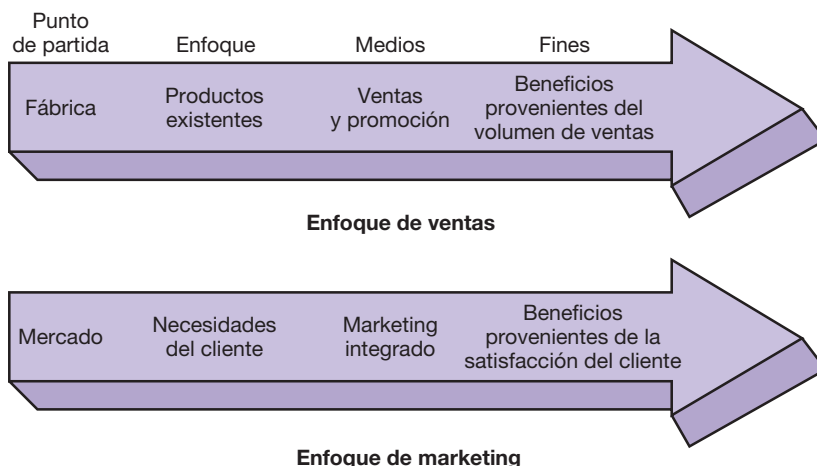 Punto
de partida
Enfoque
Medios
Fines
Fábrica
Productos
existentes
Ventas
y promoción
Beneficios
provenientes del
volumen de ventas
Enfoque de ventas
Mercado
Necesidades
del cliente
Marketing
integrado
Beneficios
provenientes de la
satisfacción del cliente
Enfoque de marketing